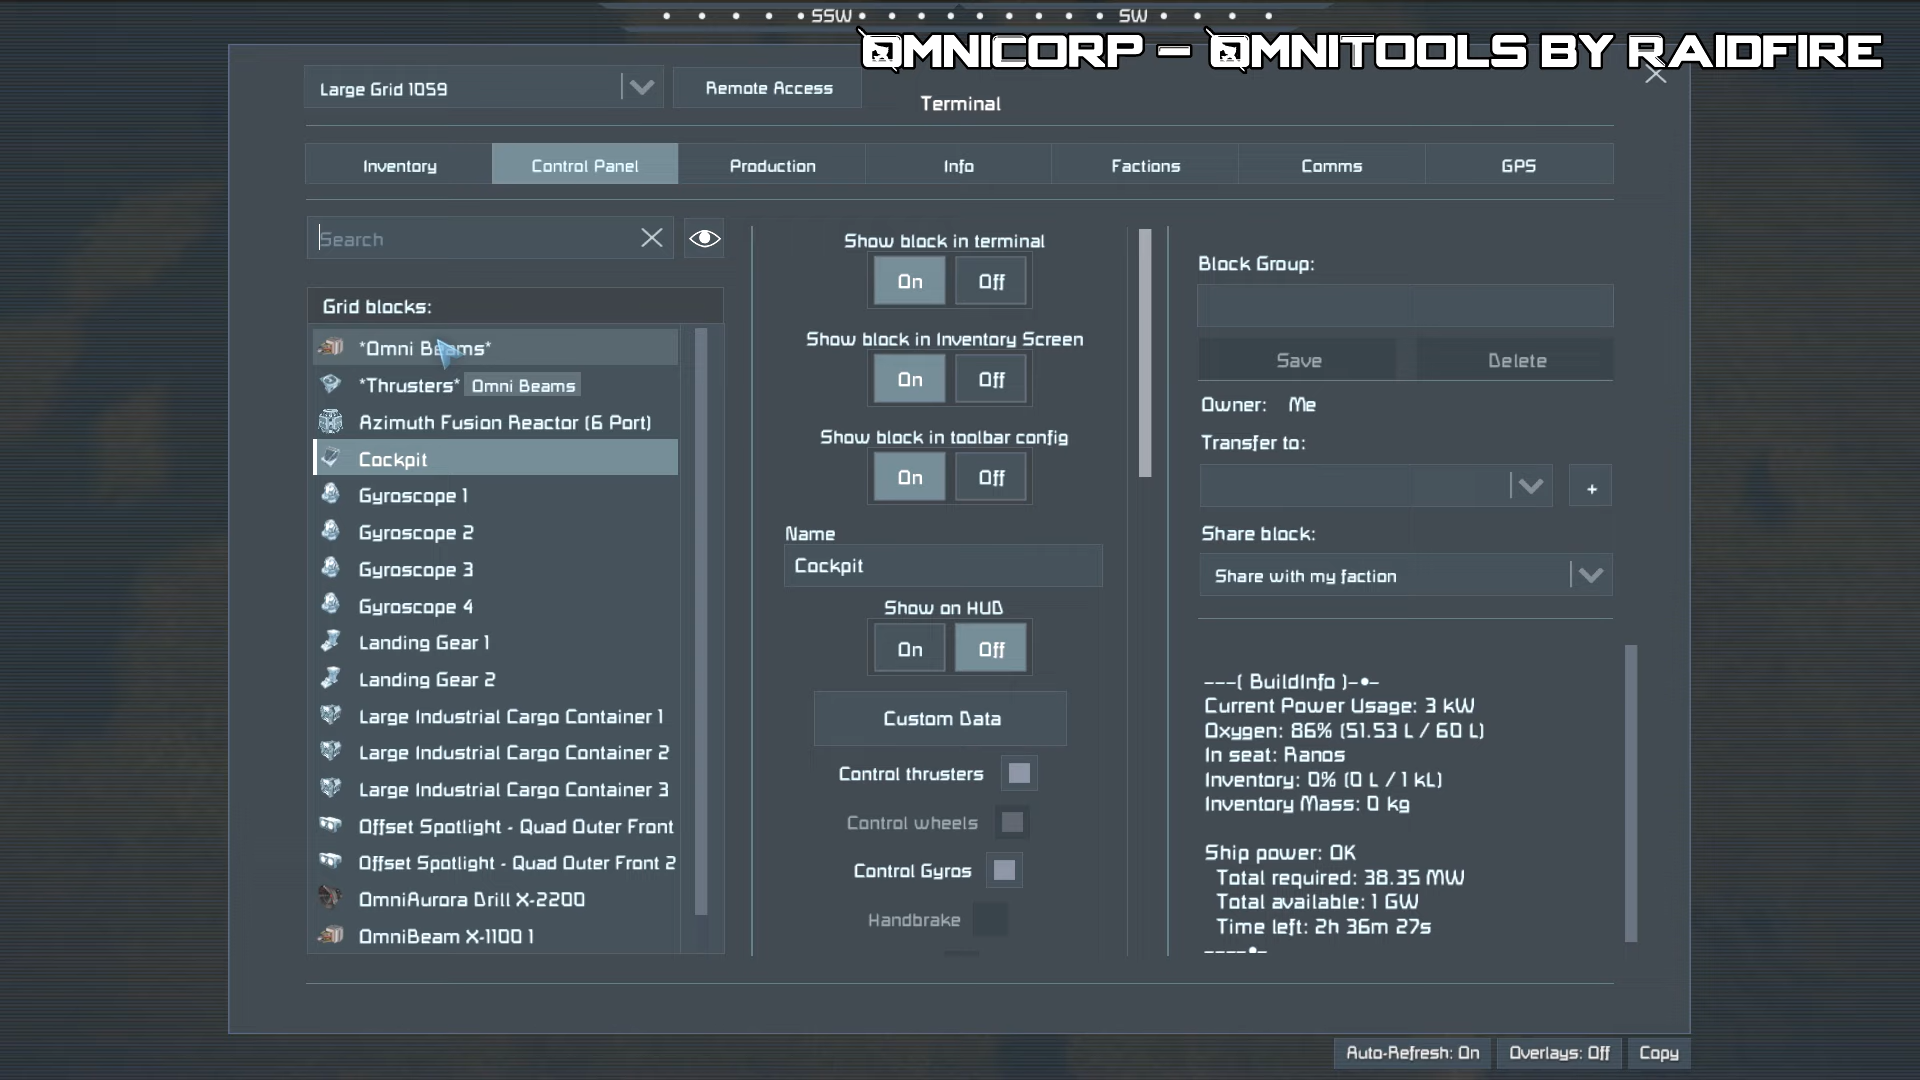 SSW
SW
OMNICORP – OMNITOOLS BY RAIDFIRE
Large Grid 1059
Remote Access
Terminal
Inventory
Control Panel
Production
Info
Factions
Comms
GPS
Search
Grid blocks:
*Omni Beams*
*Thrusters*
Omni Beams
Azimuth Fusion Reactor (6 Port)
Cockpit
Gyroscope 1
Gyroscope 2
Gyroscope 3
Gyroscope 4
Landing Gear 1
Landing Gear 2
Large Industrial Cargo Container 1
Large Industrial Cargo Container 2
Large Industrial Cargo Container 3
Offset Spotlight - Quad Outer Front
Offset Spotlight - Quad Outer Front 2
OmniAurora Drill X-2200
OmniBeam X-1100 1
Show block in terminal
On Off
Show block in Inventory Screen
On Off
Show block in toolbar config
On Off
Name
Cockpit
Show on HUD
On Off
Custom Data
Control thrusters
Control wheels
Control Gyros
Handbrake
Block Group:
Save Delete
Owner: Me
Transfer to:
+
Share block:
Share with my faction
---( BuildInfo )-•-
Current Power Usage: 3 kW
Oxygen: 86% (51.53 L / 60 L)
In seat: Ranos
Inventory: 0% (0 L / 1 kL)
Inventory Mass: 0 kg
Ship power: OK
Total required: 38.35 MW
Total available: 1 GW
Time left: 2h 36m 27s
----•-
Auto-Refresh: On
Overlays: Off
Copy